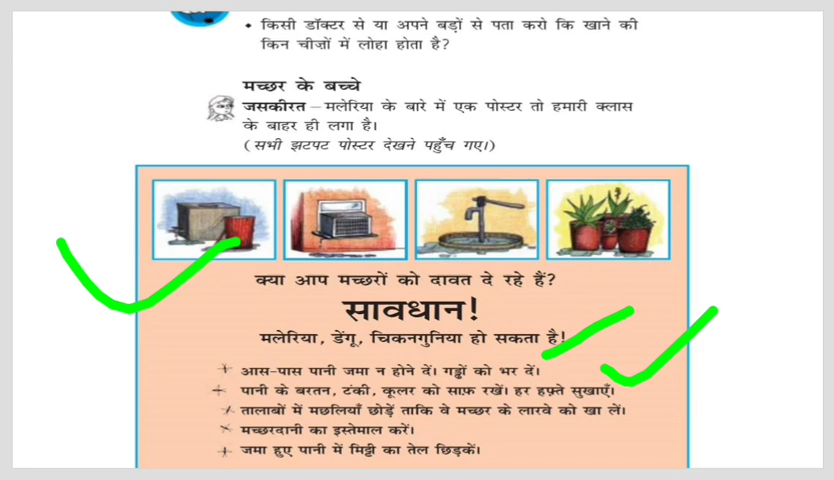 • किसी डॉक्टर से या अपने बड़ों से पता करो कि खाने की
किन चीज़ों में लोहा होता है?
मच्छर के बच्चे
जसकीरत – मलेरिया के बारे में एक पोस्टर तो हमारी क्लास
के बाहर ही लगा है।
(सभी झटपट पोस्टर देखने पहुँच गए।)
क्या आप मच्छरों को दावत दे रहे हैं?
सावधान!
मलेरिया, डेंगू, चिकनगुनिया हो सकता है!
आस-पास पानी जमा न होने दें। गड्ढों को भर दें।
पानी के बरतन, टंकी, कूलर को साफ़ रखें। हर हफ़्ते सुखाएँ।
तालाबों में मछलियाँ छोड़ें ताकि वे मच्छर के लारवे को खा लें।
मच्छरदानी का इस्तेमाल करें।
जमा हुए पानी में मिट्टी का तेल छिड़कें।